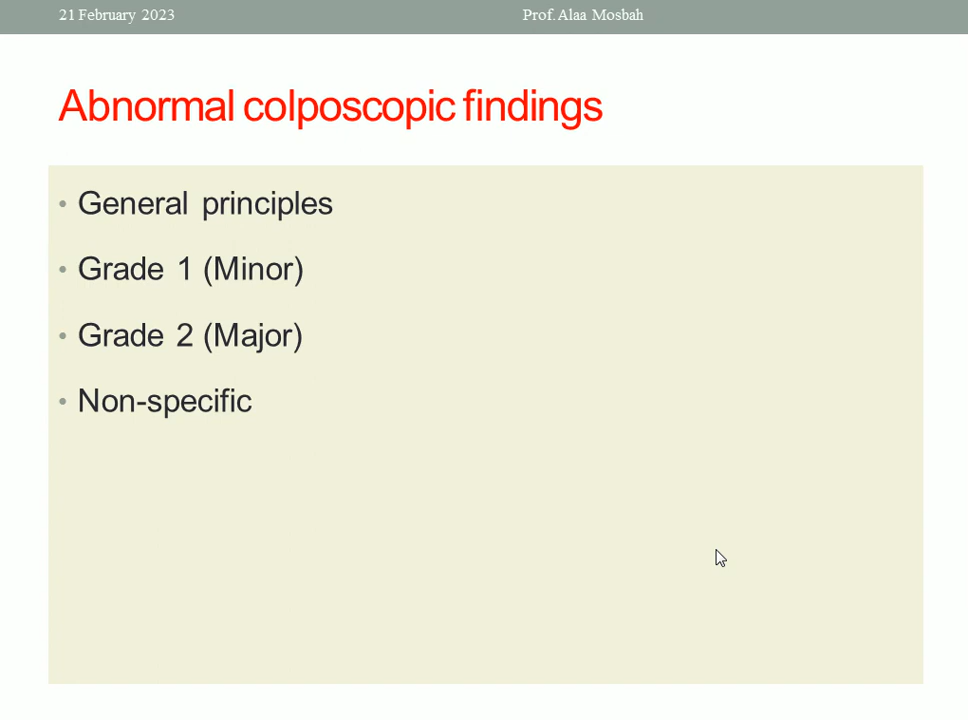 21 February 2023
Prof. Alaa Mosbah
Abnormal colposcopic findings
• General principles
• Grade 1 (Minor)
• Grade 2 (Major)
• Non-specific